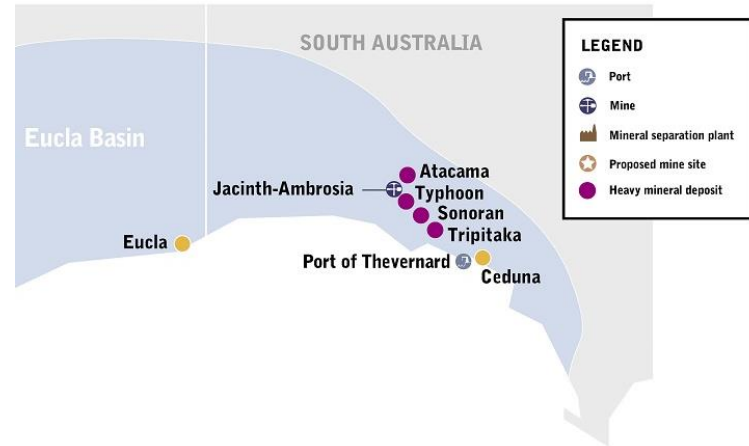 SOUTH AUSTRALIA
Eucla Basin
Atacama
Jacinth-Ambrosia
Typhoon
Sonoran
Tripitaka
Eucla
Port of Thevernard
Ceduna
LEGEND
Port
Mine
Mineral separation plant
Proposed mine site
Heavy mineral deposit